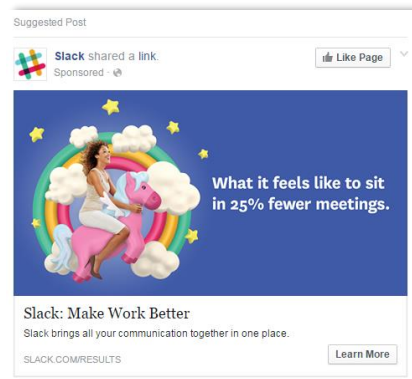 Suggested Post
Slack shared a link.
Sponsored ·
Like Page
What it feels like to sit
in 25% fewer meetings.
Slack: Make Work Better
Slack brings all your communication together in one place.
SLACK.COM/RESULTS
Learn More